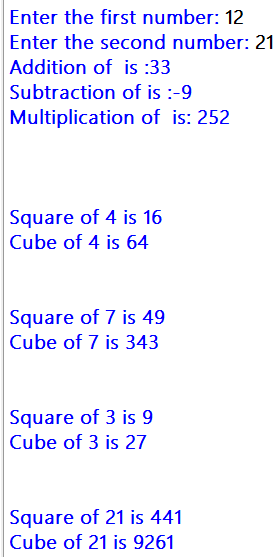 Enter the first number: 12
Enter the second number: 21
Addition of  is :33
Subtraction of is :-9
Multiplication of  is: 252
Square of 4 is 16
Cube of 4 is 64
Square of 7 is 49
Cube of 7 is 343
Square of 3 is 9
Cube of 3 is 27
Square of 21 is 441
Cube of 21 is 9261